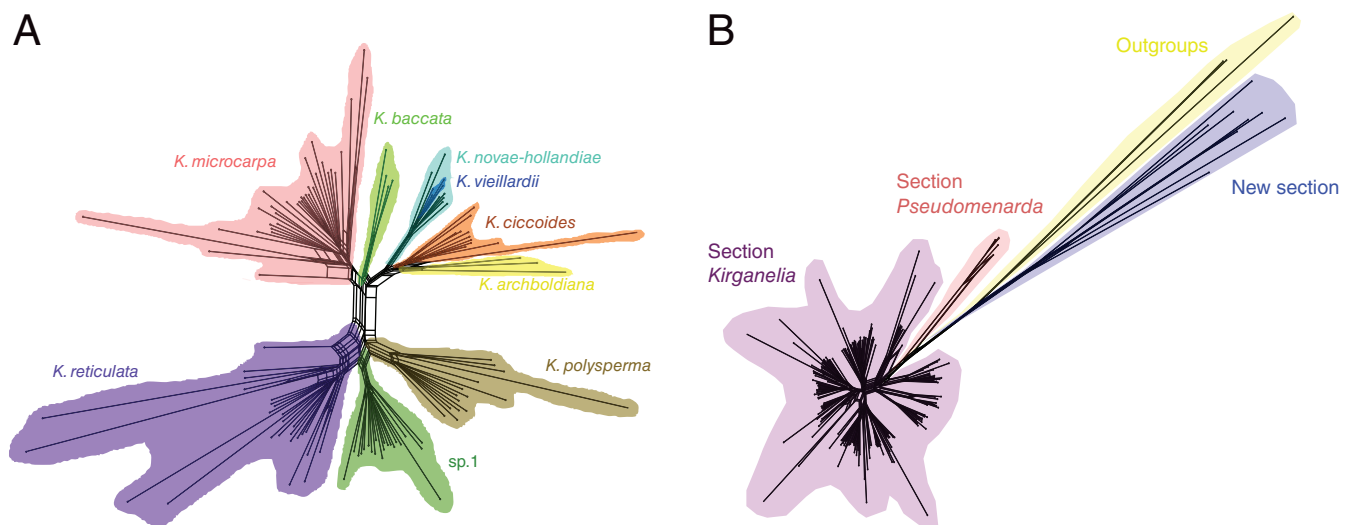 A
K. microcarpa
K. baccata
K. novae-hollandiae
K. vieillardii
K. ciccoides
K. archboldiana
K. reticulata
K. polysperma
sp.1
B
Outgroups
New section
Section
Pseudomenarda
Section
Kirganelia